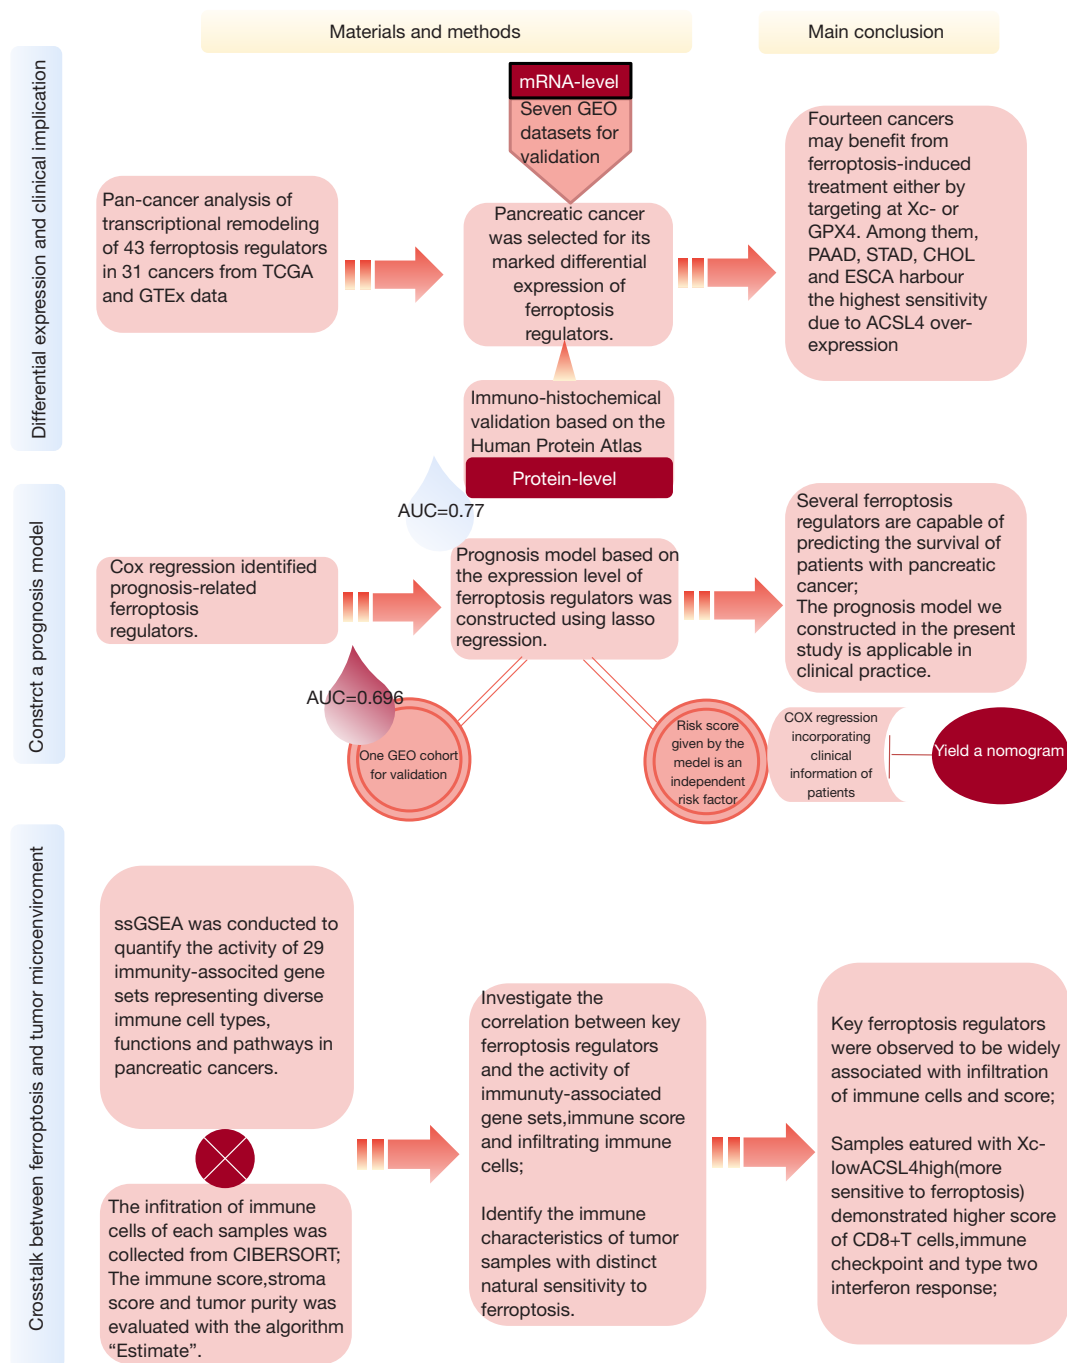 Materials and methods
Main conclusion
Differential expression and clinical implication
mRNA-level
Seven GEO
datasets for
validation
Pan-cancer analysis of
transcriptional remodeling
of 43 ferroptosis regulators
in 31 cancers from TCGA
and GTEx data
Pancreatic cancer
was selected for its
marked differential
expression of
ferroptosis
regulators.
Fourteen cancers
may benefit from
ferroptosis-induced
treatment either by
targeting at Xc- or
GPX4. Among them,
PAAD, STAD, CHOL
and ESCA harbour
the highest sensitivity
due to ACSL4 over-
expression
Immuno-histochemical
validation based on the
Human Protein Atlas
Protein-level
Constrct a prognosis model
AUC=0.77
Cox regression identified
prognosis-related
ferroptosis
regulators.
Prognosis model based on
the expression level of
ferroptosis regulators was
constructed using lasso
regression.
Several ferroptosis
regulators are capable of
predicting the survival of
patients with pancreatic
cancer;
The prognosis model we
constructed in the present
study is applicable in
clinical practice.
AUC=0.696
One GEO cohort
for validation
Risk score
given by the
medel is an
independent
risk factor
COX regression
incorporating
clinical
information of
patients
Yield a nomogram
Crosstalk between ferroptosis and tumor microenviroment
ssGSEA was conducted to
quantify the activity of 29
immunity-associted gene
sets representing diverse
immune cell types,
functions and pathways in
pancreatic cancers.
The infitration of immune
cells of each samples was
collected from CIBERSORT;
The immune score,stroma
score and tumor purity was
evaluated with the algorithm
“Estimate”.
Investigate the
correlation between key
ferroptosis regulators
and the activity of
immunuty-associated
gene sets,immune score
and infiltrating immune
cells;
Identify the immune
characteristics of tumor
samples with distinct
natural sensitivity to
ferroptosis.
Key ferroptosis regulators
were observed to be widely
associated with infiltration
of immune cells and score;
Samples eatured with Xc-
lowACSL4high(more
sensitive to ferroptosis)
demonstrated higher score
of CD8+T cells,immune
checkpoint and type two
interferon response;